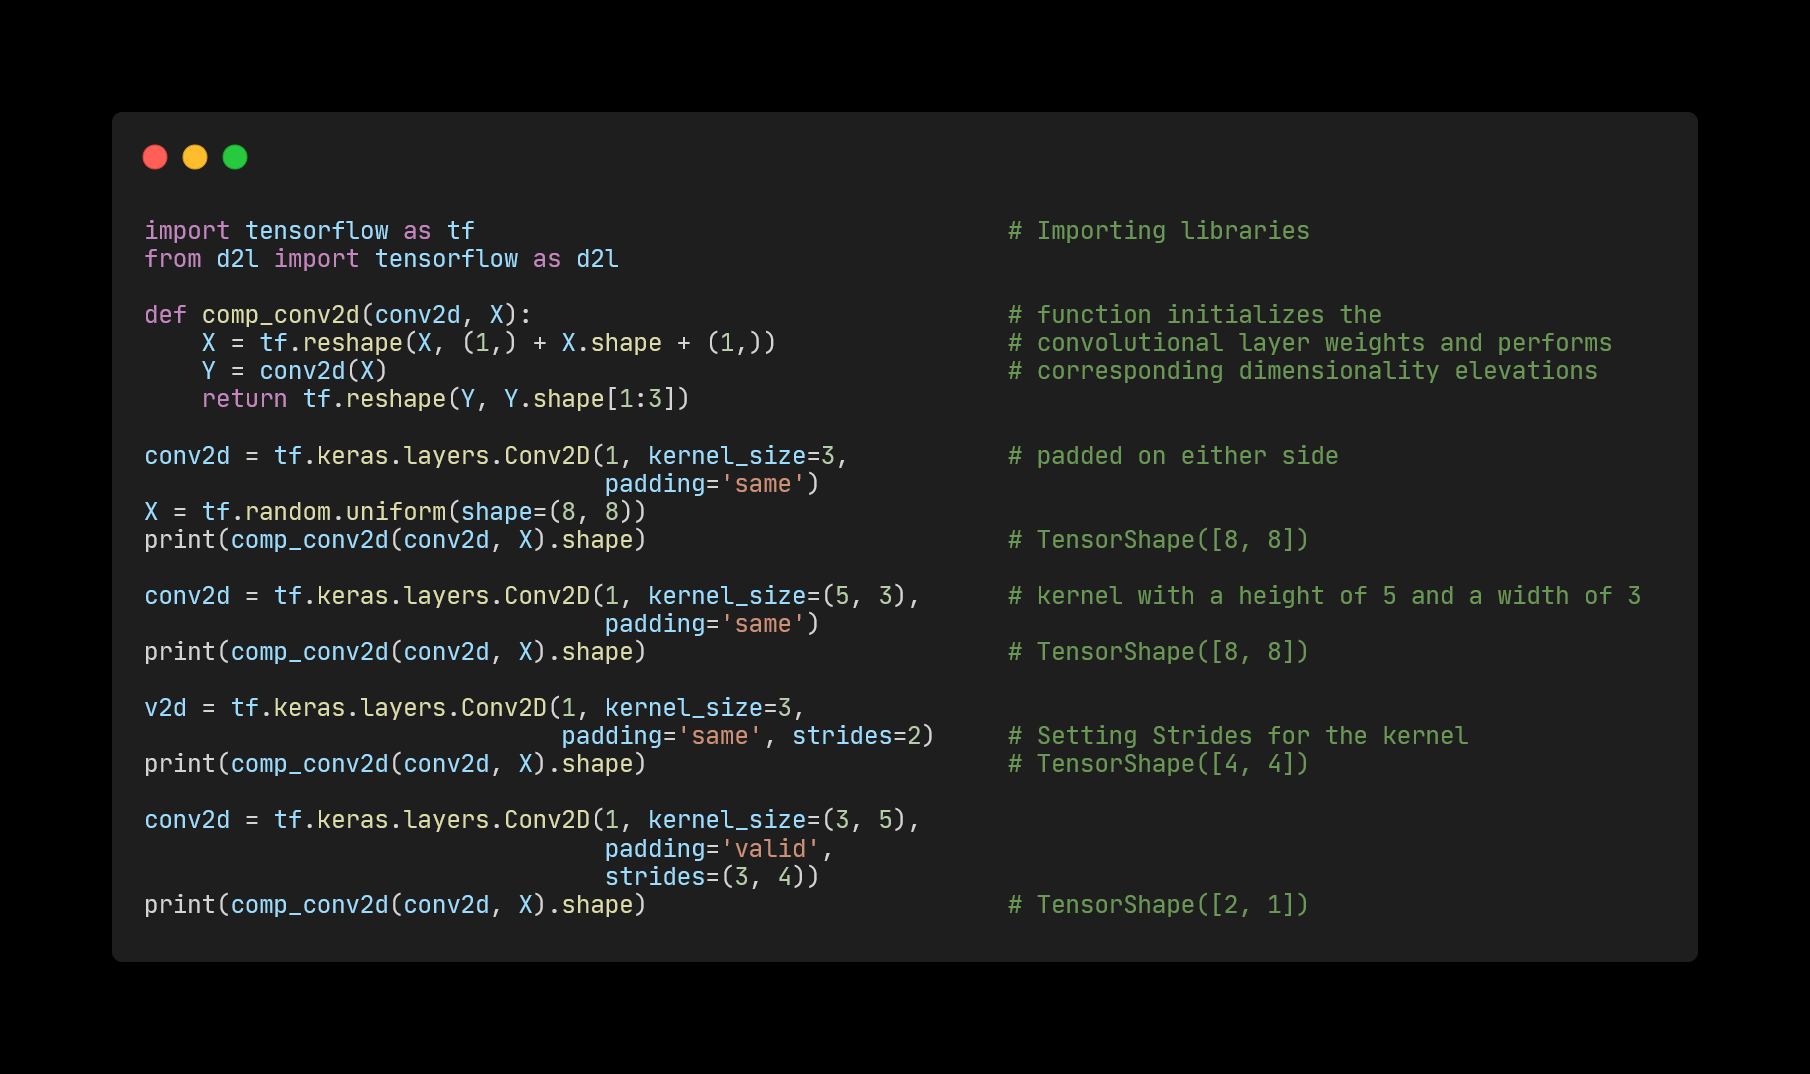 import tensorflow as tf # Importing libraries
from d2l import tensorflow as d2l
def comp_conv2d(conv2d, X): # function initializes the
X = tf.reshape(X, (1,) + X.shape + (1,)) # convolutional layer weights and performs
Y = conv2d(X) # corresponding dimensionality elevations
return tf.reshape(Y, Y.shape[1:3])
conv2d = tf.keras.layers.Conv2D(1, kernel_size=3, # padded on either side
padding='same')
X = tf.random.uniform(shape=(8, 8))
print(comp_conv2d(conv2d, X).shape) # TensorShape([8, 8])
conv2d = tf.keras.layers.Conv2D(1, kernel_size=(5, 3), # kernel with a height of 5 and a width of 3
padding='same')
print(comp_conv2d(conv2d, X).shape) # TensorShape([8, 8])
v2d = tf.keras.layers.Conv2D(1, kernel_size=3,
padding='same', strides=2) # Setting Strides for the kernel
print(comp_conv2d(conv2d, X).shape) # TensorShape([4, 4])
conv2d = tf.keras.layers.Conv2D(1, kernel_size=(3, 5),
padding='valid',
strides=(3, 4))
print(comp_conv2d(conv2d, X).shape) # TensorShape([2, 1])